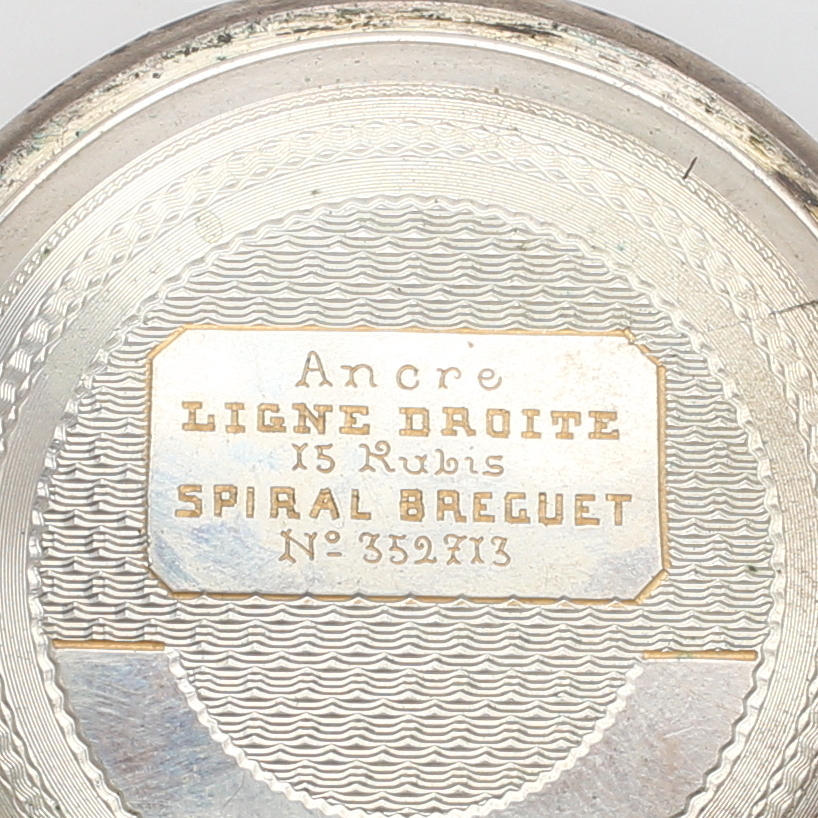 Ancre
LIGNE DROITE
15 Rubis
SPIRAL BREGUET
Nº 352713